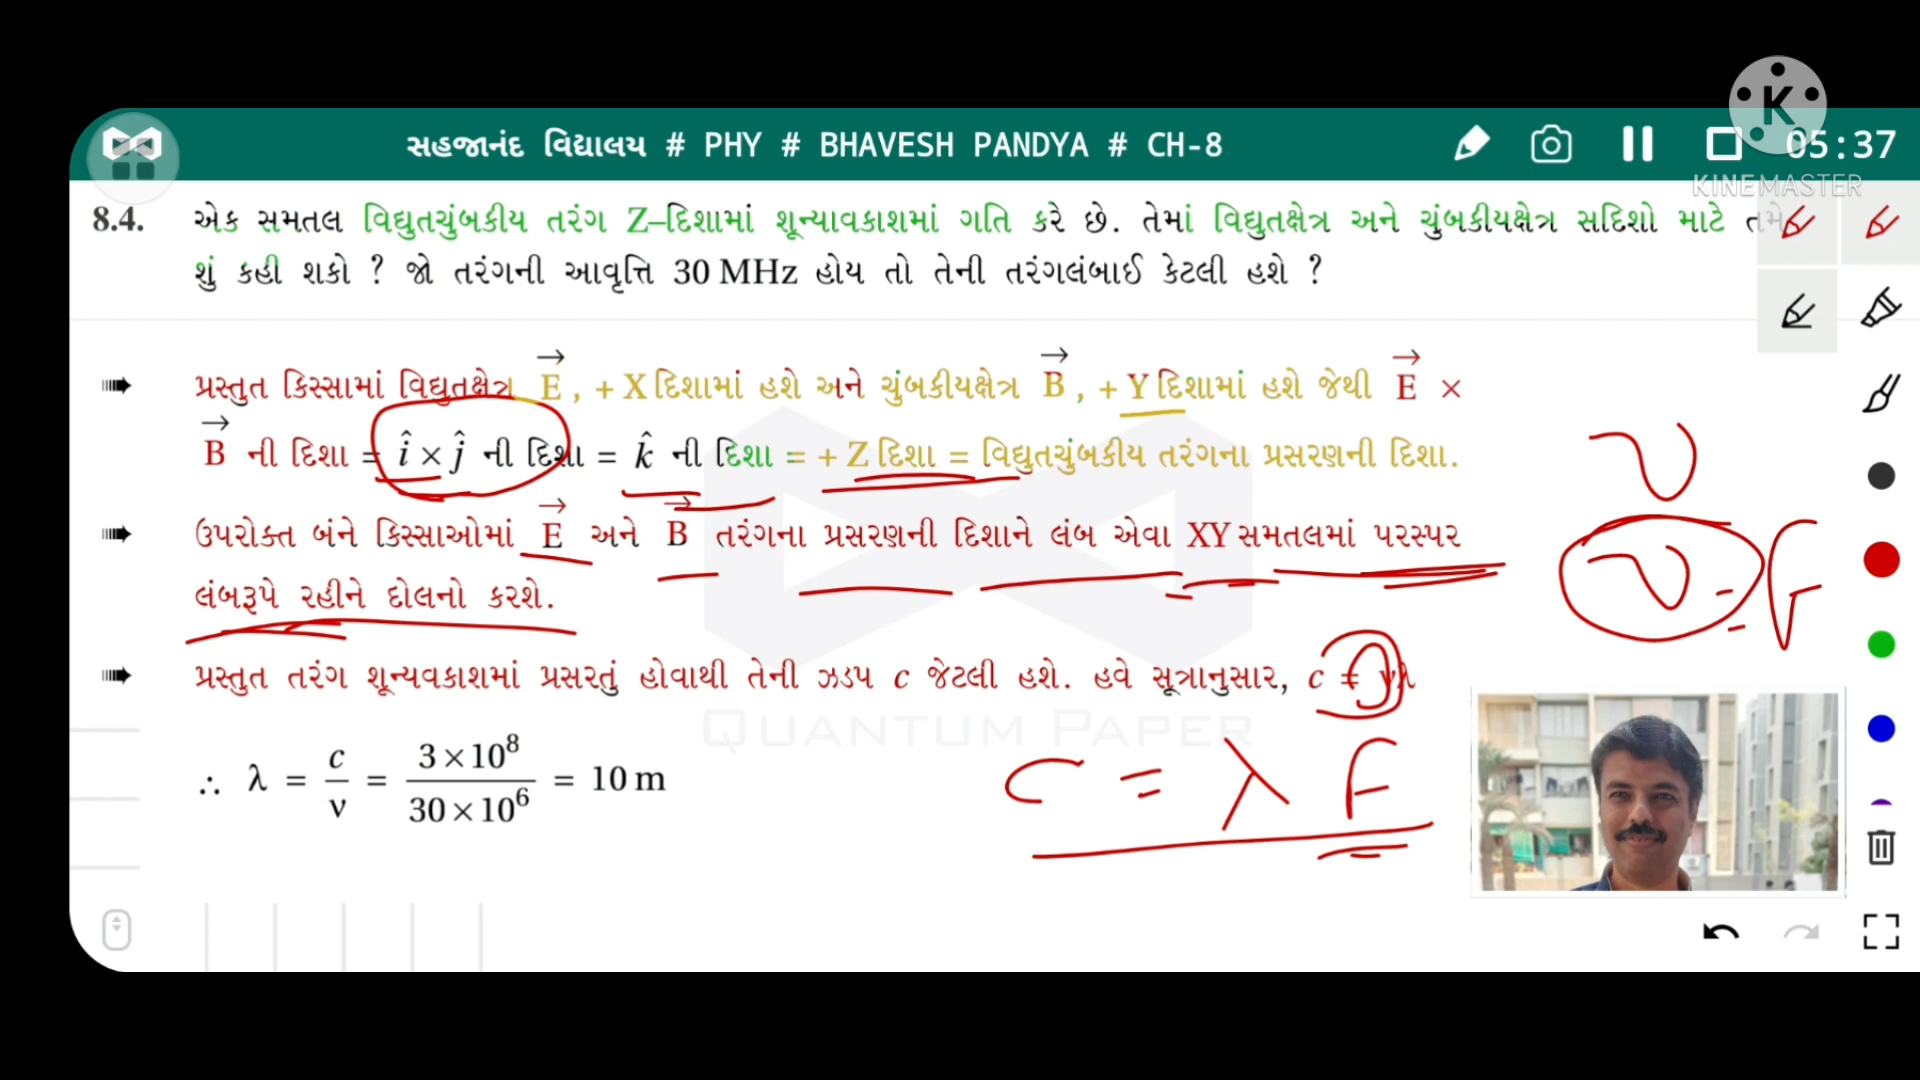 સહજાનંદ વિદ્યાલય # PHY # BHAVESH PANDYA # CH-8
05:37
K
KINEMASTER
8.4. એક સમતલ વિદ્યુતચુંબકીય તરંગ Z–દિશામાં શૂન્યાવકાશમાં ગતિ કરે છે. તેમાં વિદ્યુતક્ષેત્ર અને ચુંબકીયક્ષેત્ર સદિશો માટે તમે
શું કહી શકો ? જો તરંગની આવૃત્તિ 30 MHz હોય તો તેની તરંગલંબાઈ કેટલી હશે ?
➠ પ્રસ્તુત કિસ્સામાં વિદ્યુતક્ષેત્ર E→, + X દિશામાં હશે અને ચુંબકીયક્ષેત્ર B→, + Y દિશામાં હશે જેથી E→ ×
B→ ની દિશા = î × ĵ ની દિશા = k̂ ની દિશા = + Z દિશા = વિદ્યુતચુંબકીય તરંગના પ્રસરણની દિશા.
➠ ઉપરોક્ત બંને કિસ્સાઓમાં E→ અને B→ તરંગના પ્રસરણની દિશાને લંબ એવા XY સમતલમાં પરસ્પર
લંબરૂપે રહીને દોલનો કરશે.
ν
ν = f
➠ પ્રસ્તુત તરંગ શૂન્યવકાશમાં પ્રસરતું હોવાથી તેની ઝડપ c જેટલી હશે. હવે સૂત્રાનુસાર, c = νλ
QUANTUM PAPER
∴ λ = c/ν = 3×10⁸/30×10⁶ = 10 m
c = λ F